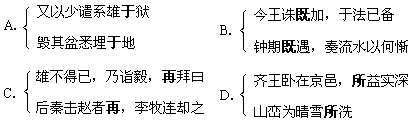 A. 又以少谴系雄于狱
毁其盆悉埋于地
B. 今王诛既加，于法已备
钟期既遇，奏流水以何惭
C. 雄不得已，乃诣毅，再拜曰
后秦击赵者再，李牧连却之
D. 齐王卧在京邑，所益实深
山峦为晴雪所洗